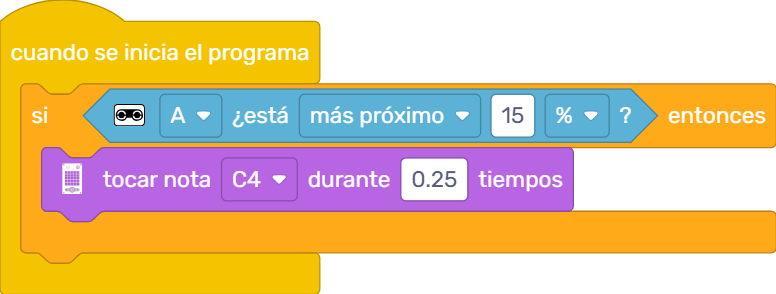 cuando se inicia el programa
si A ¿está más próximo 15 % ? entonces
tocar nota C4 durante 0.25 tiempos